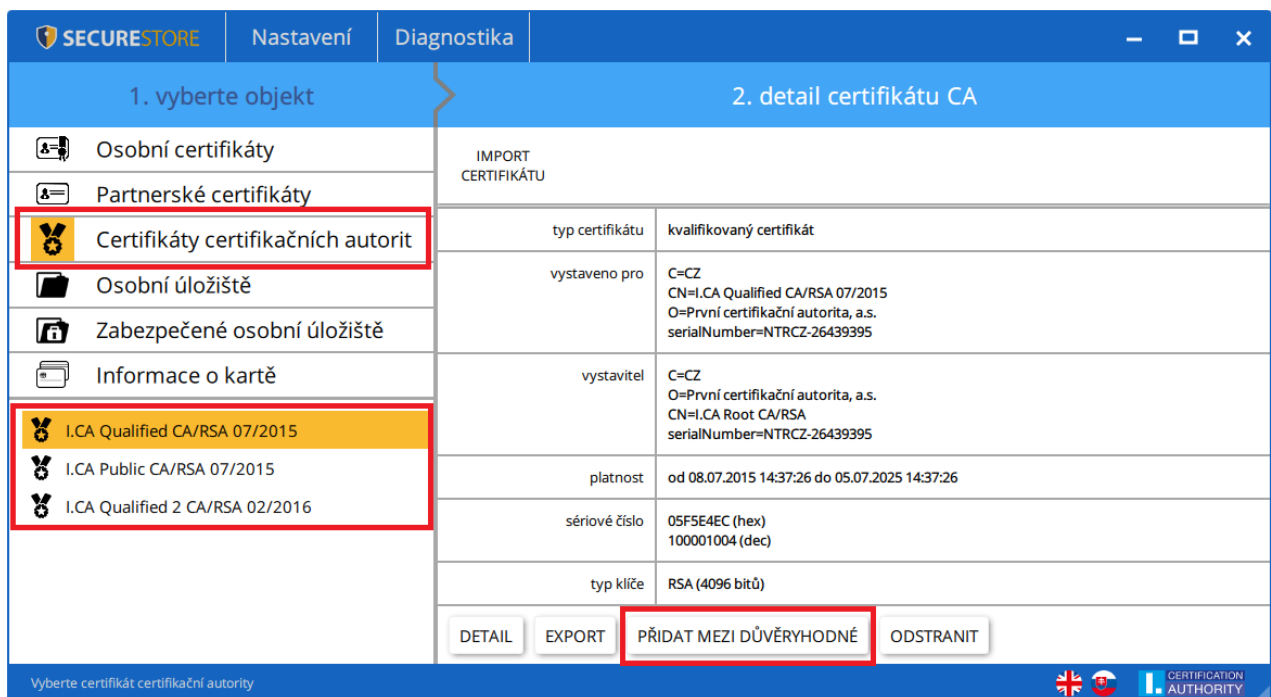 SECURESTORE
Nastavení
Diagnostika
1. vyberte objekt
2. detail certifikátu CA
Osobní certifikáty
Partnerské certifikáty
Certifikáty certifikačních autorit
Osobní úložiště
Zabezpečené osobní úložiště
Informace o kartě
I.CA Qualified CA/RSA 07/2015
I.CA Public CA/RSA 07/2015
I.CA Qualified 2 CA/RSA 02/2016
IMPORT
CERTIFIKÁTU
typ certifikátu kvalifikovaný certifikát
vystaveno pro C=CZ
CN=I.CA Qualified CA/RSA 07/2015
O=První certifikační autorita, a.s.
serialNumber=NTRCZ-26439395
vystavitel C=CZ
O=První certifikační autorita, a.s.
CN=I.CA Root CA/RSA
serialNumber=NTRCZ-26439395
platnost od 08.07.2015 14:37:26 do 05.07.2025 14:37:26
sériové číslo 05F5E4EC (hex)
100001004 (dec)
typ klíče RSA (4096 bitů)
DETAIL EXPORT PŘIDAT MEZI DŮVĚRYHODNÉ ODSTRANIT
Vyberte certifikát certifikační autority
I. CERTIFICATION
AUTHORITY